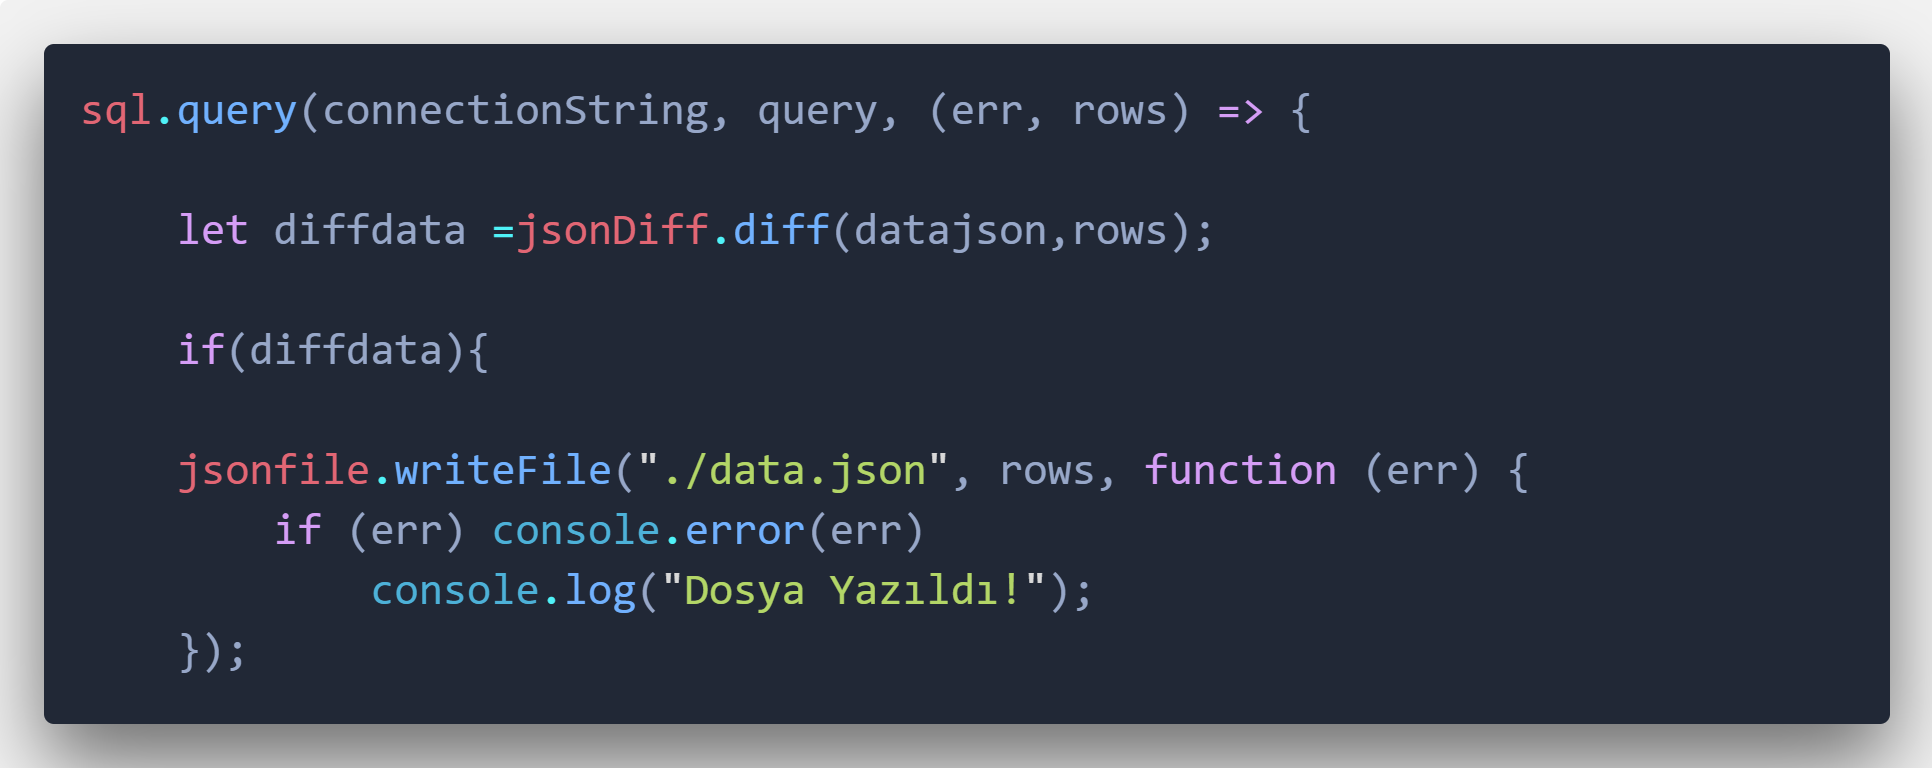 sql.query(connectionString, query, (err, rows) => {
let diffdata =jsonDiff.diff(datajson,rows);
if(diffdata){
jsonfile.writeFile("./data.json", rows, function (err) {
if (err) console.error(err)
console.log("Dosya Yazıldı!");
});